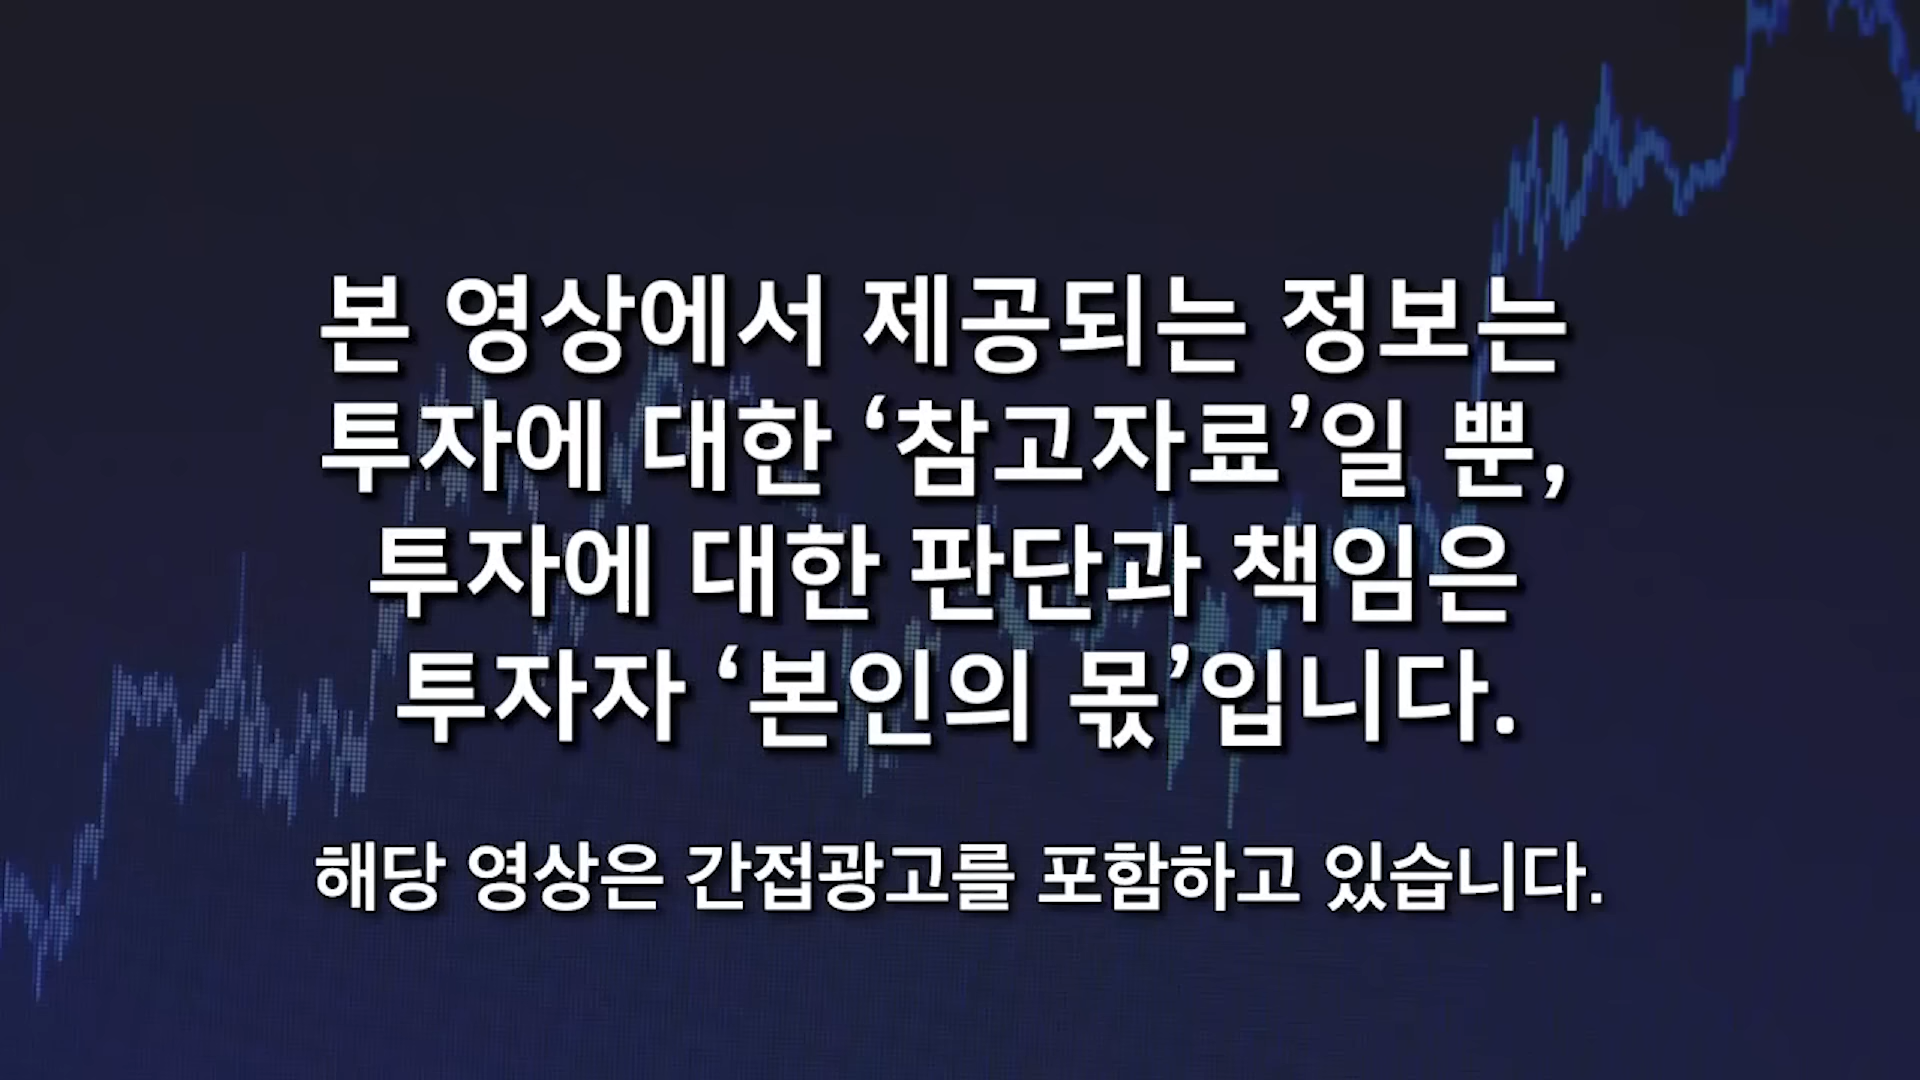 본 영상에서 제공되는 정보는
투자에 대한 ‘참고자료’일 뿐,
투자에 대한 판단과 책임은
투자자 ‘본인의 몫’입니다.
해당 영상은 간접광고를 포함하고 있습니다.